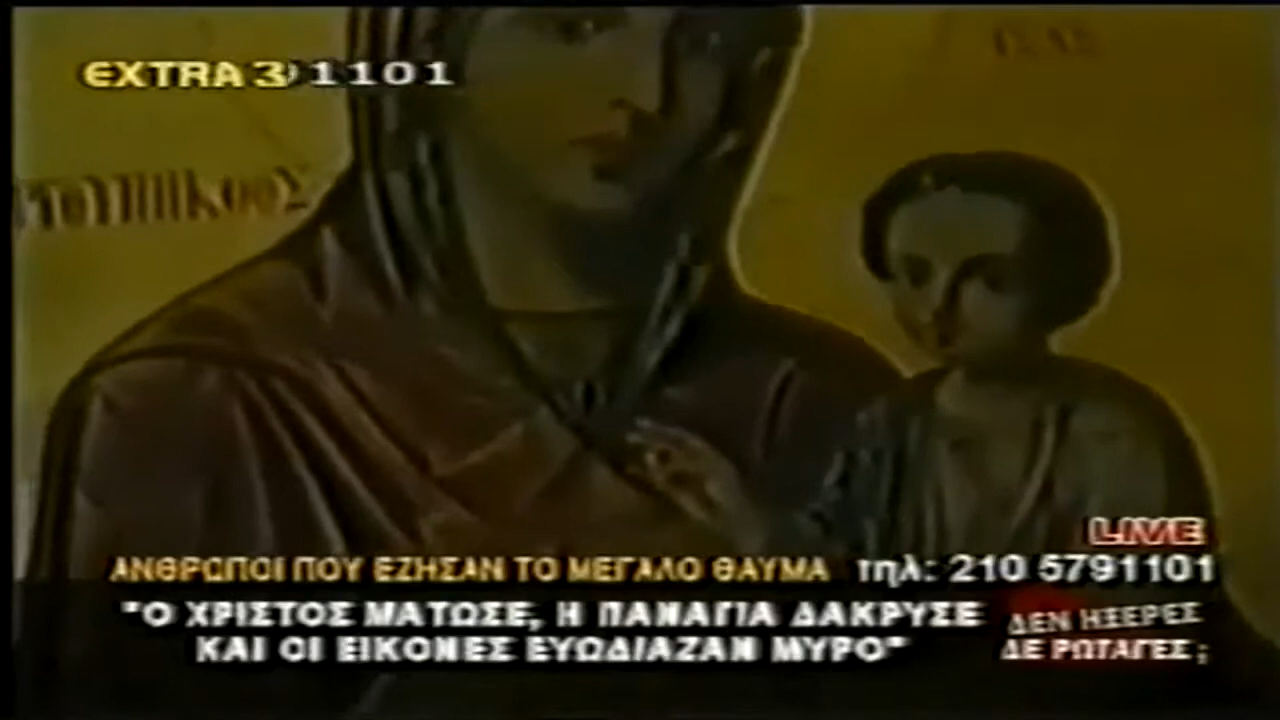 EXTRA 3 1101
LIVE
ΑΝΘΡΩΠΟΙ ΠΟΥ ΕΖΗΣΑΝ ΤΟ ΜΕΓΑΛΟ ΘΑΥΜΑ τηλ: 210 5791101
"Ο ΧΡΙΣΤΟΣ ΜΑΤΩΣΕ, Η ΠΑΝΑΓΙΑ ΔΑΚΡΥΣΕ
ΚΑΙ ΟΙ ΕΙΚΟΝΕΣ ΕΥΩΔΙΑΖΑΝ ΜΥΡΟ"
ΔΕΝ ΗΞΕΡΕΣ
ΔΕ ΡΩΤΑΓΕΣ;